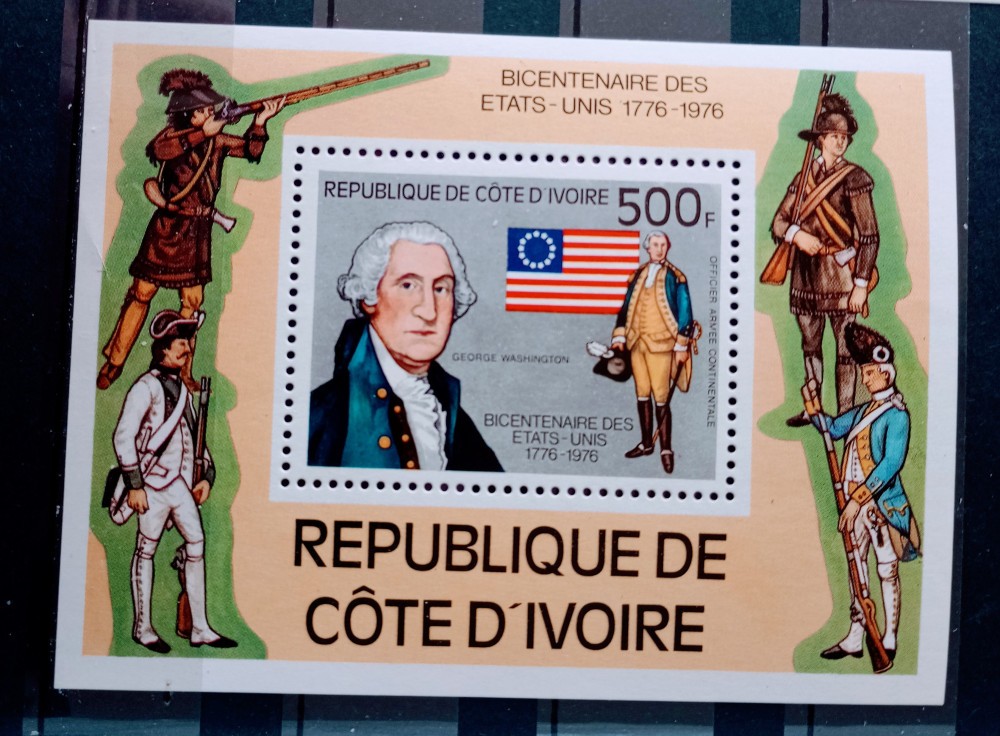 BICENTENAIRE DES
ETATS-UNIS 1776-1976
REPUBLIQUE DE CÔTE D'IVOIRE 500F
OFFICIER ARMÉE CONTINENTALE
GEORGE WASHINGTON
BICENTENAIRE DES
ETATS-UNIS
1776-1976
REPUBLIQUE DE
CÔTE D'IVOIRE